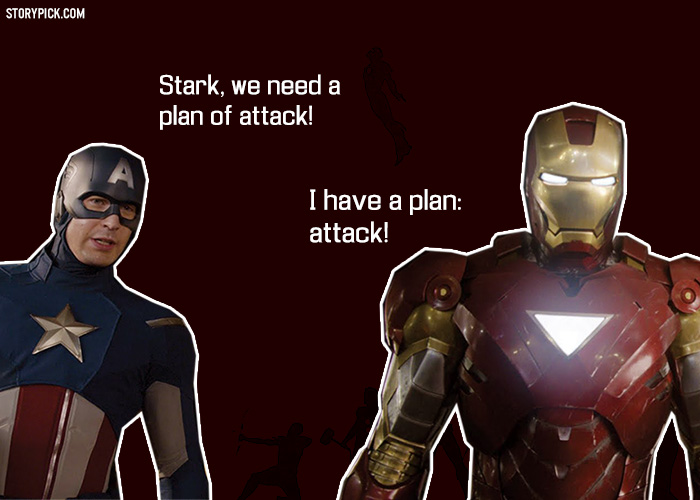 STORYPICK.COM
Stark, we need a
plan of attack!
I have a plan:
attack!
A